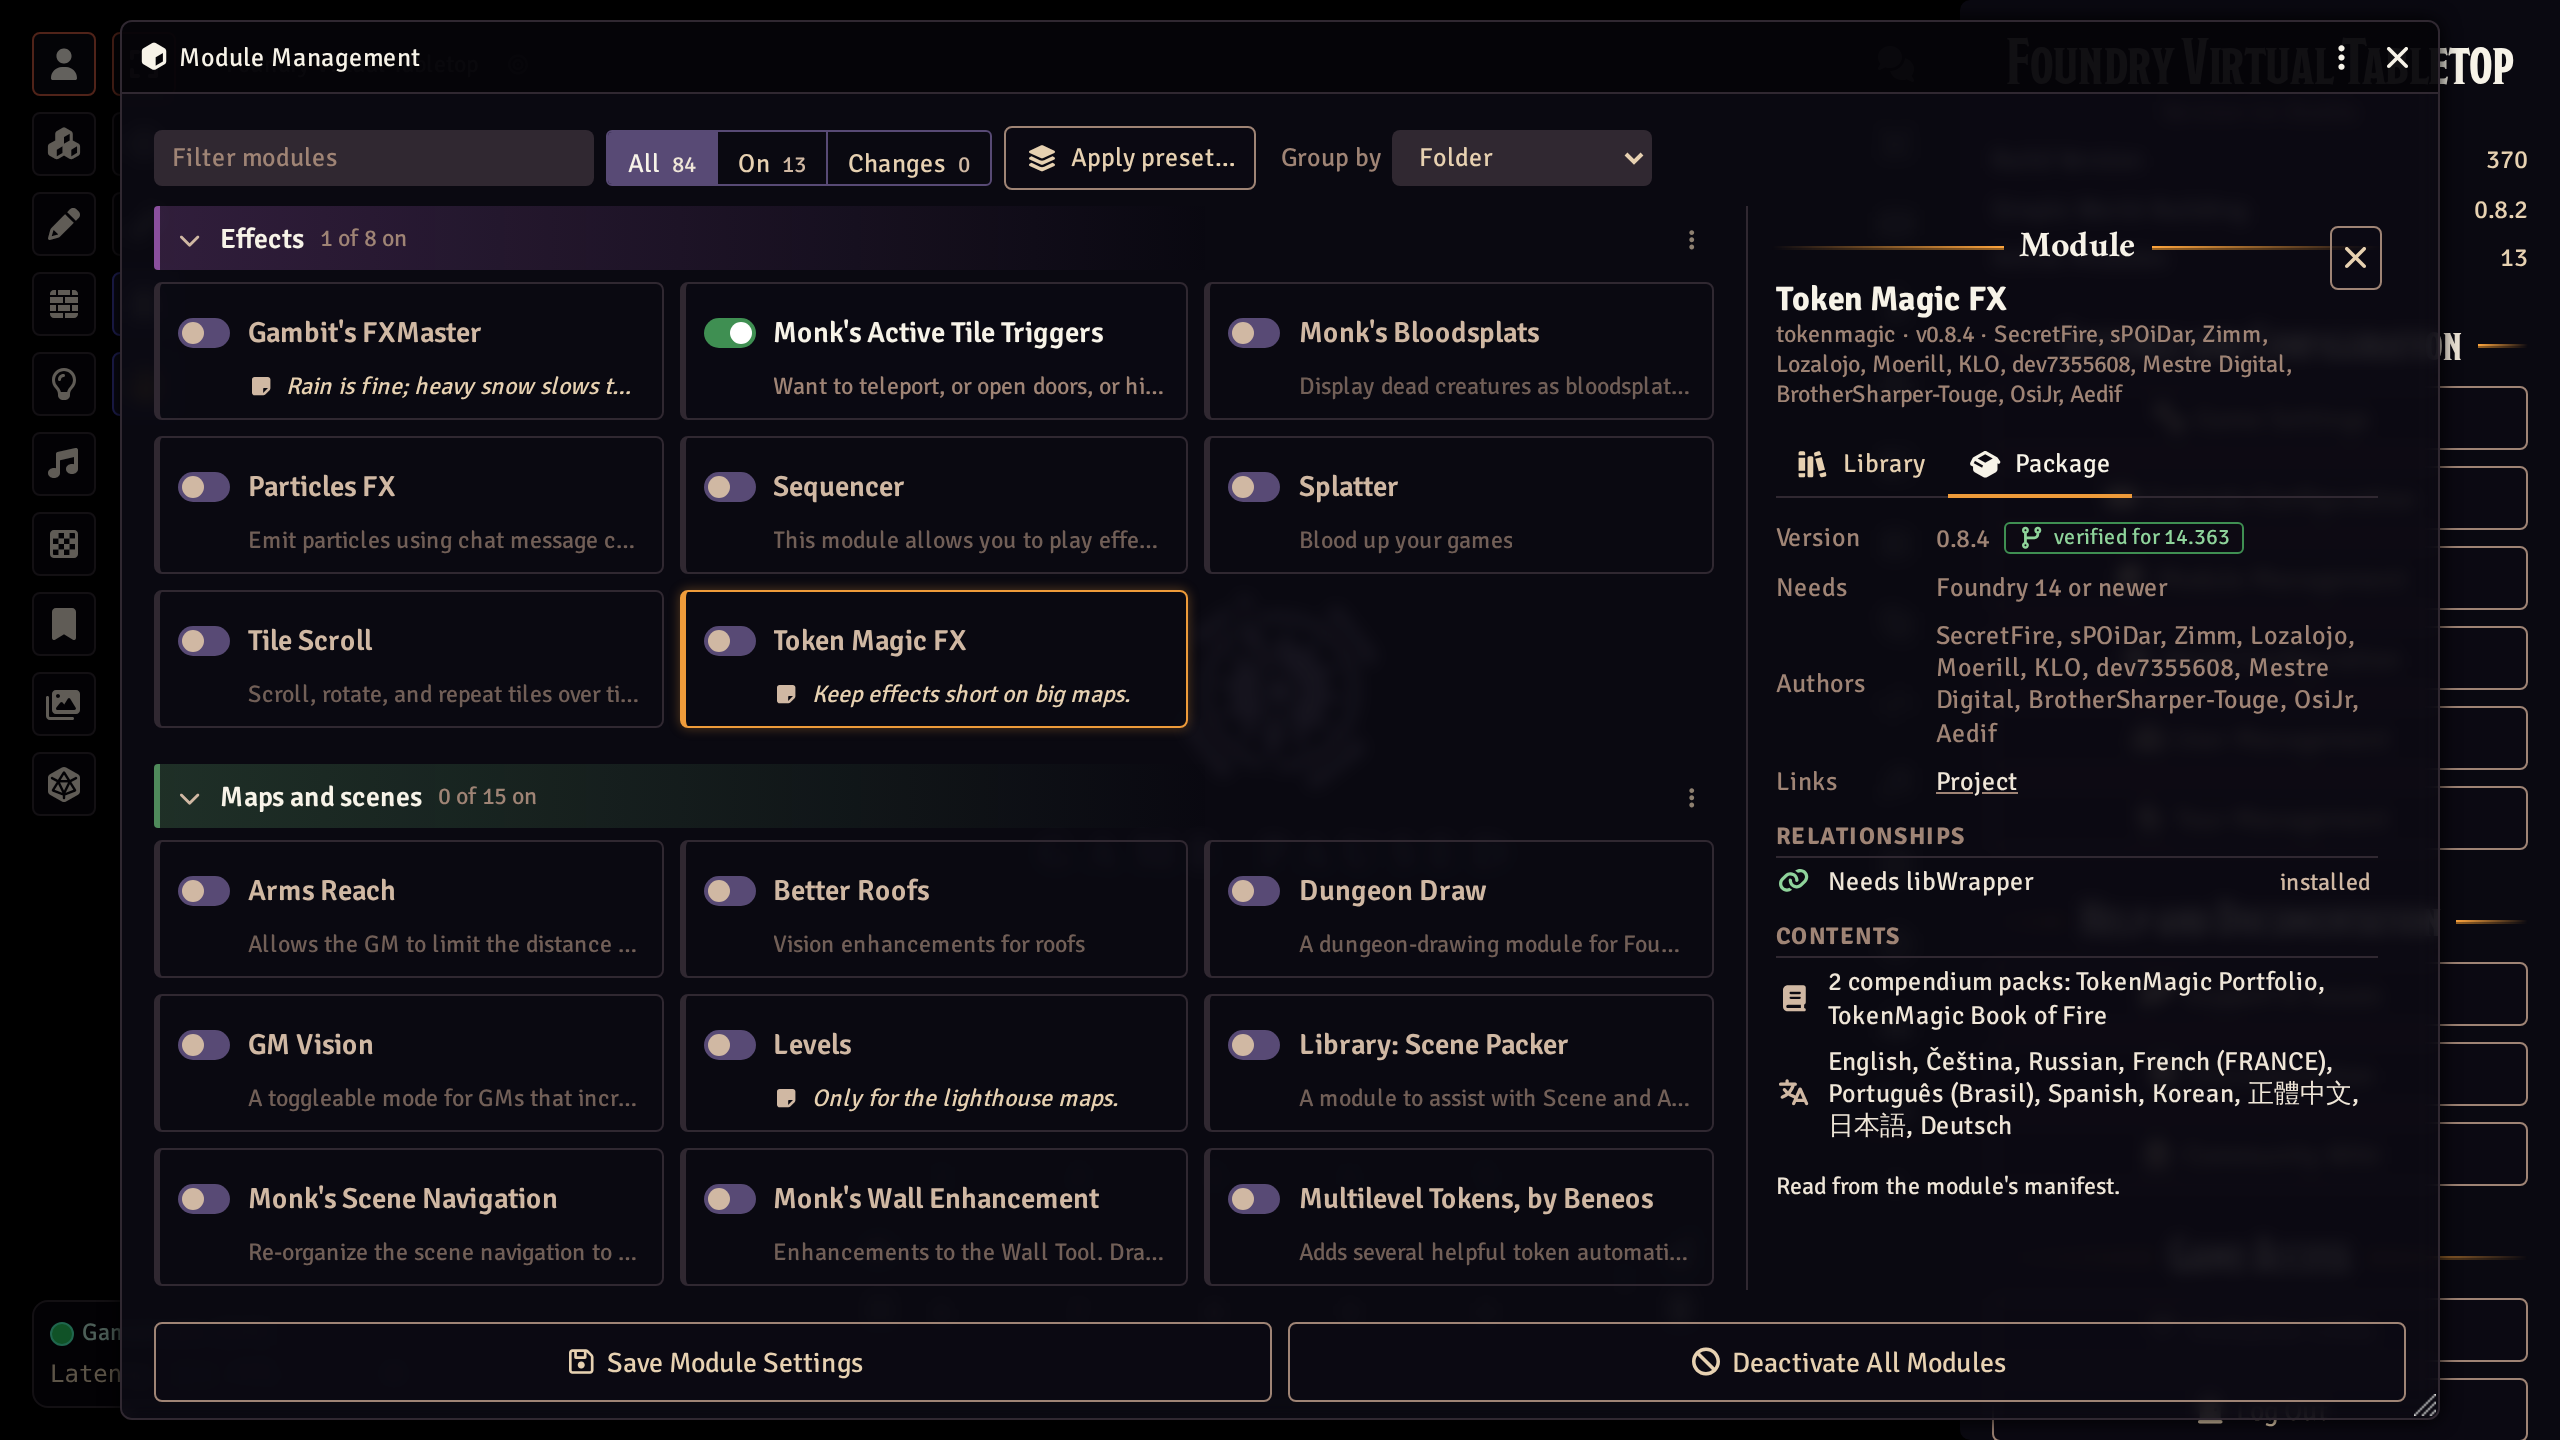 Module Management
FOUNDRY VIRTUAL TABLETOP
Filter modules
All 84
On 13
Changes 0
Apply preset...
Group by
Folder
370
0.8.2
13
Effects 1 of 8 on
Gambit's FXMaster
Rain is fine; heavy snow slows t...
Monk's Active Tile Triggers
Want to teleport, or open doors, or hi...
Monk's Bloodsplats
Display dead creatures as bloodsplat...
Particles FX
Emit particles using chat message c...
Sequencer
This module allows you to play effe...
Splatter
Blood up your games
Tile Scroll
Scroll, rotate, and repeat tiles over ti...
Token Magic FX
Keep effects short on big maps.
Maps and scenes 0 of 15 on
Arms Reach
Allows the GM to limit the distance ...
Better Roofs
Vision enhancements for roofs
Dungeon Draw
A dungeon-drawing module for Fou...
GM Vision
A toggleable mode for GMs that incr...
Levels
Only for the lighthouse maps.
Library: Scene Packer
A module to assist with Scene and A...
Monk's Scene Navigation
Re-organize the scene navigation to ...
Monk's Wall Enhancement
Enhancements to the Wall Tool. Dra...
Multilevel Tokens, by Beneos
Adds several helpful token automati...
Module
Token Magic FX
tokenmagic · v0.8.4 · SecretFire, sPOiDar, Zimm,
Lozalojo, Moerill, KLO, dev7355608, Mestre Digital,
BrotherSharper-Touge, OsiJr, Aedif
Library
Package
Version 0.8.4 verified for 14.363
Needs Foundry 14 or newer
Authors
SecretFire, sPOiDar, Zimm, Lozalojo,
Moerill, KLO, dev7355608, Mestre
Digital, BrotherSharper-Touge, OsiJr,
Aedif
Links Project
RELATIONSHIPS
Needs libWrapper installed
CONTENTS
2 compendium packs: TokenMagic Portfolio,
TokenMagic Book of Fire
English, Čeština, Russian, French (FRANCE),
Português (Brasil), Spanish, Korean, 正體中文,
日本語, Deutsch
Read from the module's manifest.
Save Module Settings
Deactivate All Modules
Gam
Laten
Log Out